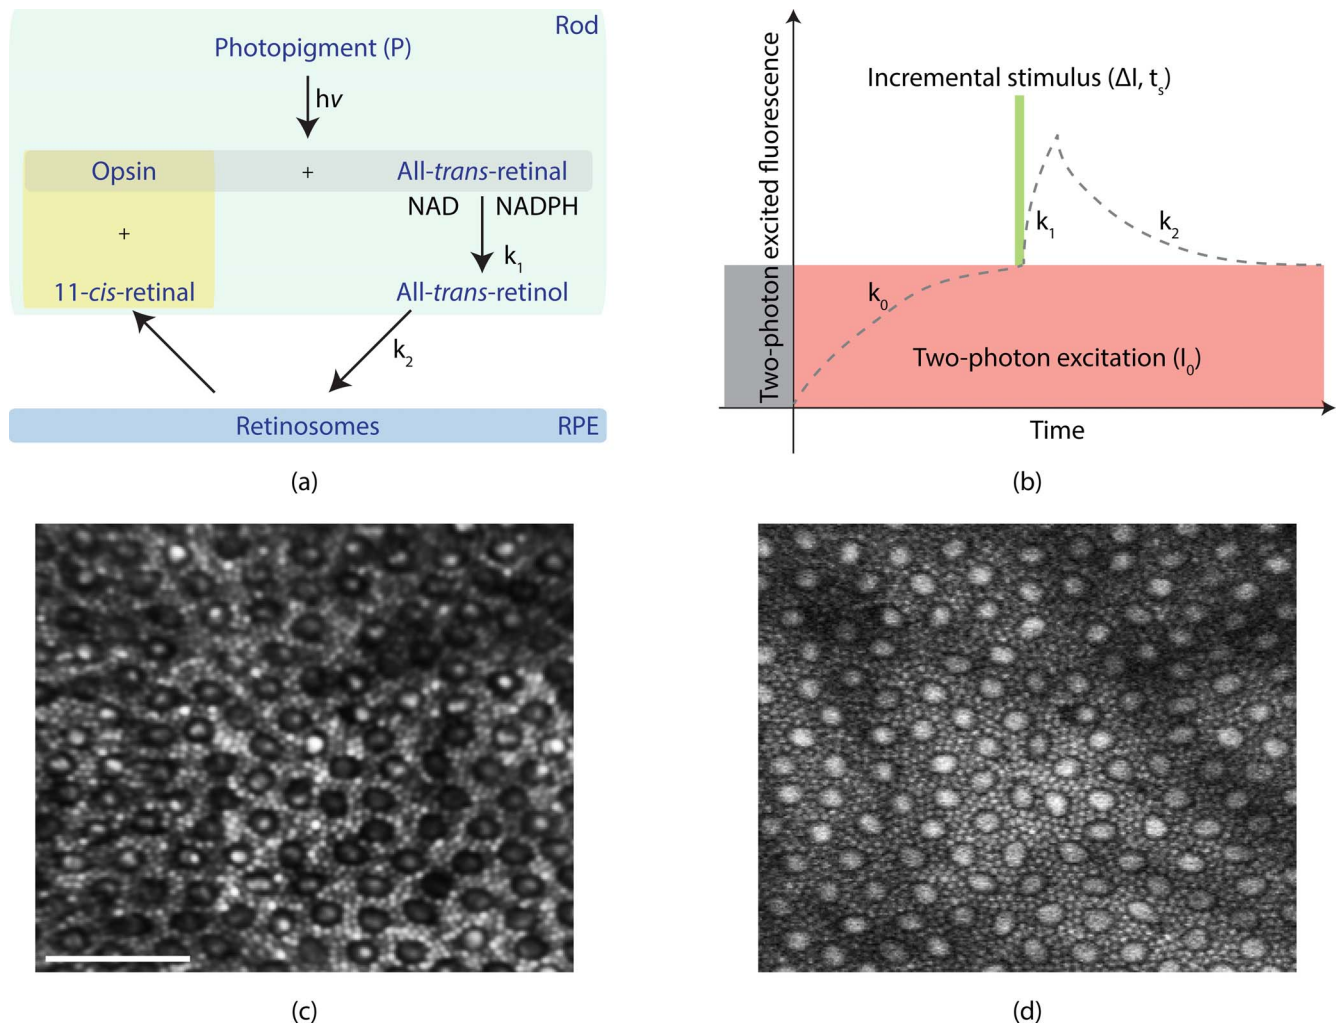 Rod
Photopigment (P)
hν
Opsin + All-trans-retinal
NAD NADPH
+
k₁
11-cis-retinal All-trans-retinol
k₂
Retinosomes RPE
(a)
Two-photon excited fluorescence
Incremental stimulus (ΔI, tₛ)
k₁
k₂
k₀
Two-photon excitation (I₀)
Time
(b)
(c)
(d)